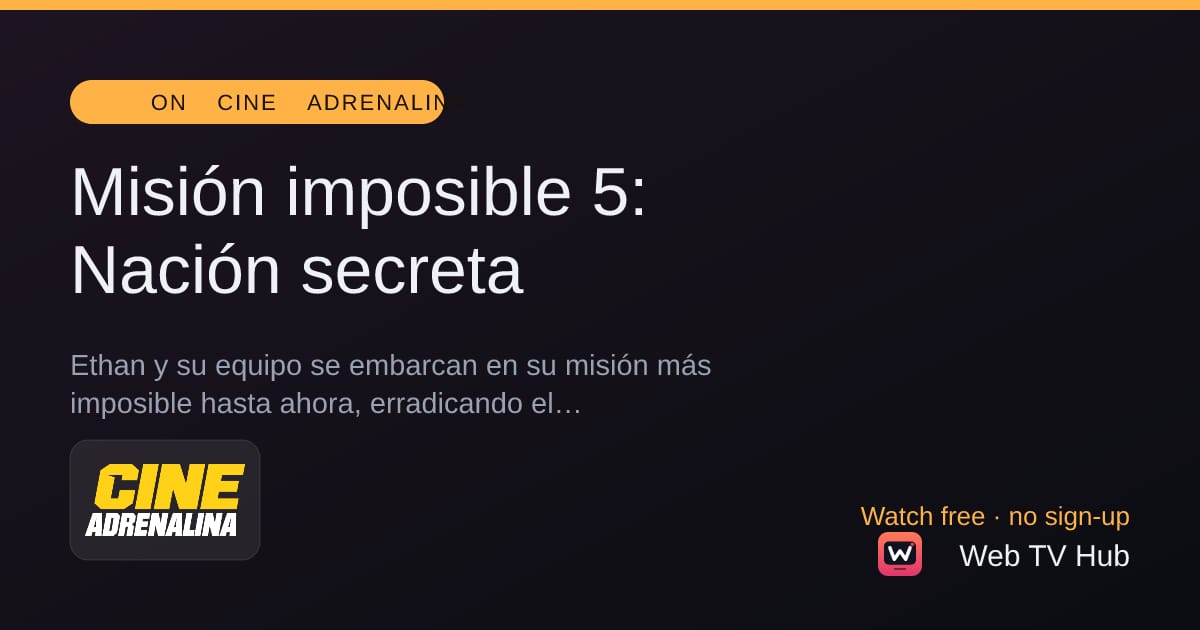 ON CINE ADRENALIN
Misión imposible 5:
Nación secreta
Ethan y su equipo se embarcan en su misión más
imposible hasta ahora, erradicando el…
CINE
ADRENALINA
Watch free · no sign-up
W
Web TV Hub